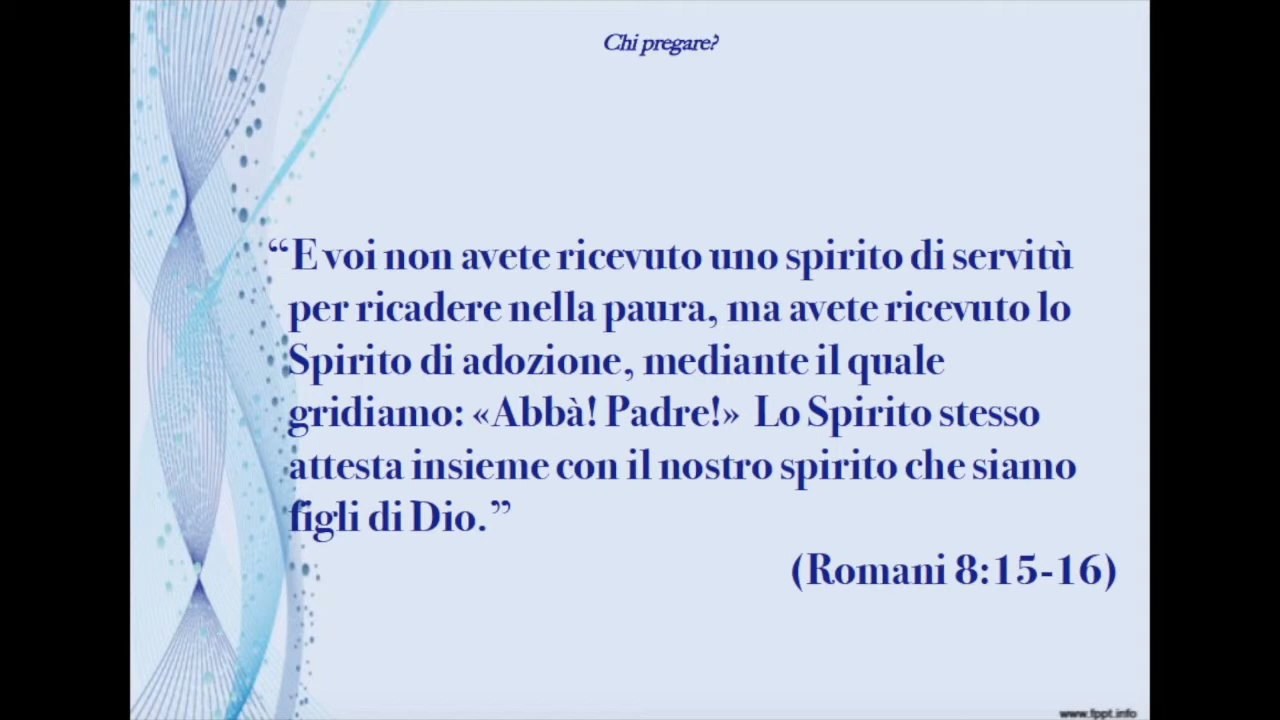 Chi pregare?
“E voi non avete ricevuto uno spirito di servitù
per ricadere nella paura, ma avete ricevuto lo
Spirito di adozione, mediante il quale
gridiamo: «Abbà! Padre!» Lo Spirito stesso
attesta insieme con il nostro spirito che siamo
figli di Dio.”
(Romani 8:15-16)
www.fppt.info